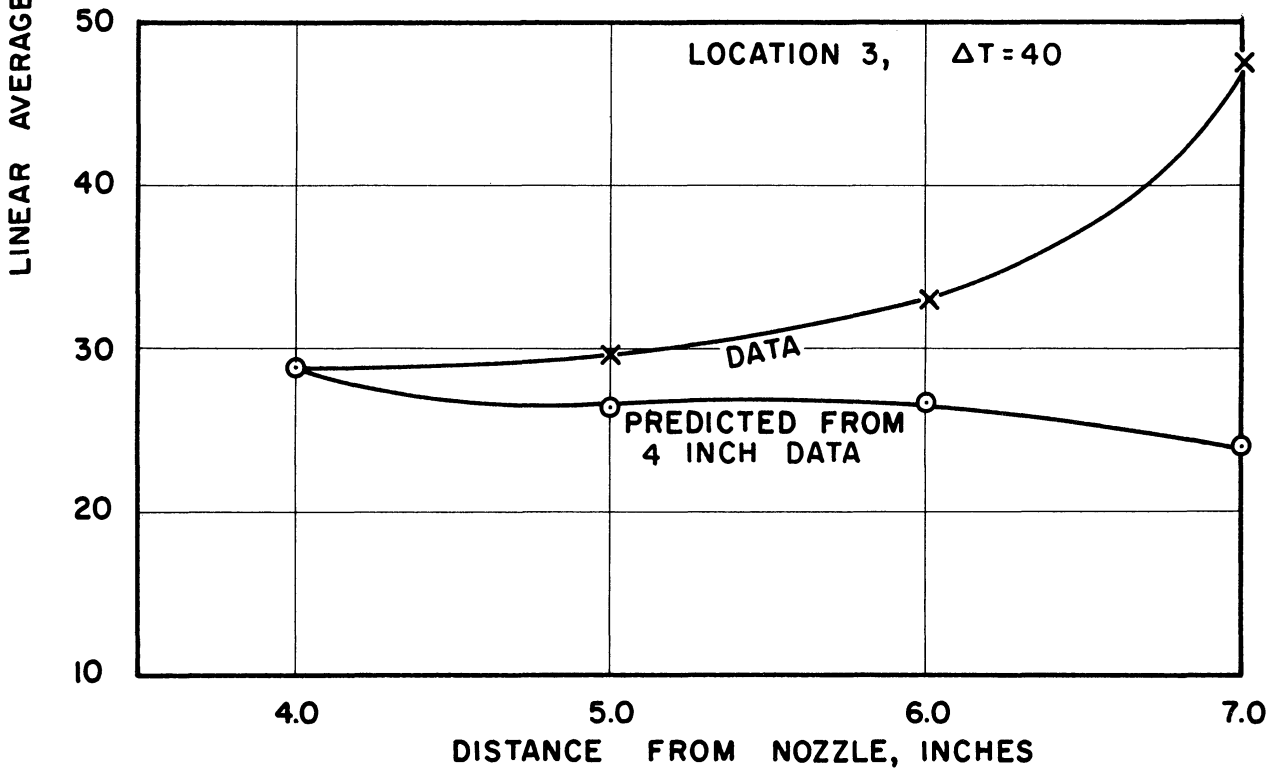 LINEAR AVERAGE
50
40
30
20
10
LOCATION 3, ΔT=40
DATA
PREDICTED FROM
4 INCH DATA
4.0 5.0 6.0 7.0
DISTANCE FROM NOZZLE, INCHES